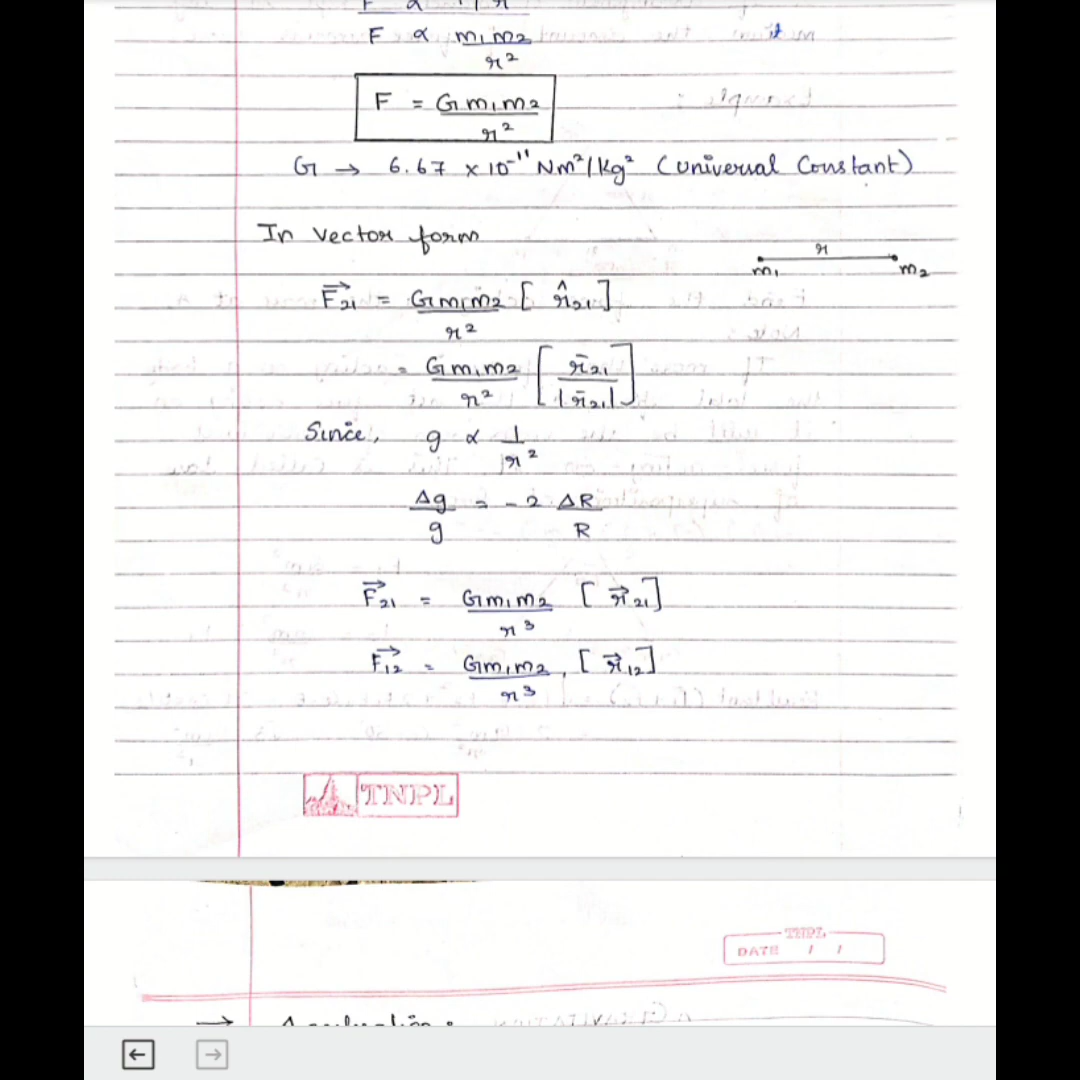 F α m₁m₂
r²
F = Gm₁m₂
r²
G → 6.67 × 10⁻¹¹ Nm²/kg² (Universal Constant)
In vector form
r
m₁ m₂
F⃗₂₁ = Gm₁m₂ [ r̂₂₁ ]
r²
= Gm₁m₂ [ r̄₂₁ ]
r² |r̄₂₁|
Since, g α 1
r²
Δg = - 2 ΔR
g R
F⃗₂₁ = Gm₁m₂ [ r⃗₂₁ ]
r³
F⃗₁₂ = Gm₁m₂ [ r⃗₁₂ ]
r³
TNPL
TNPL
DATE / /